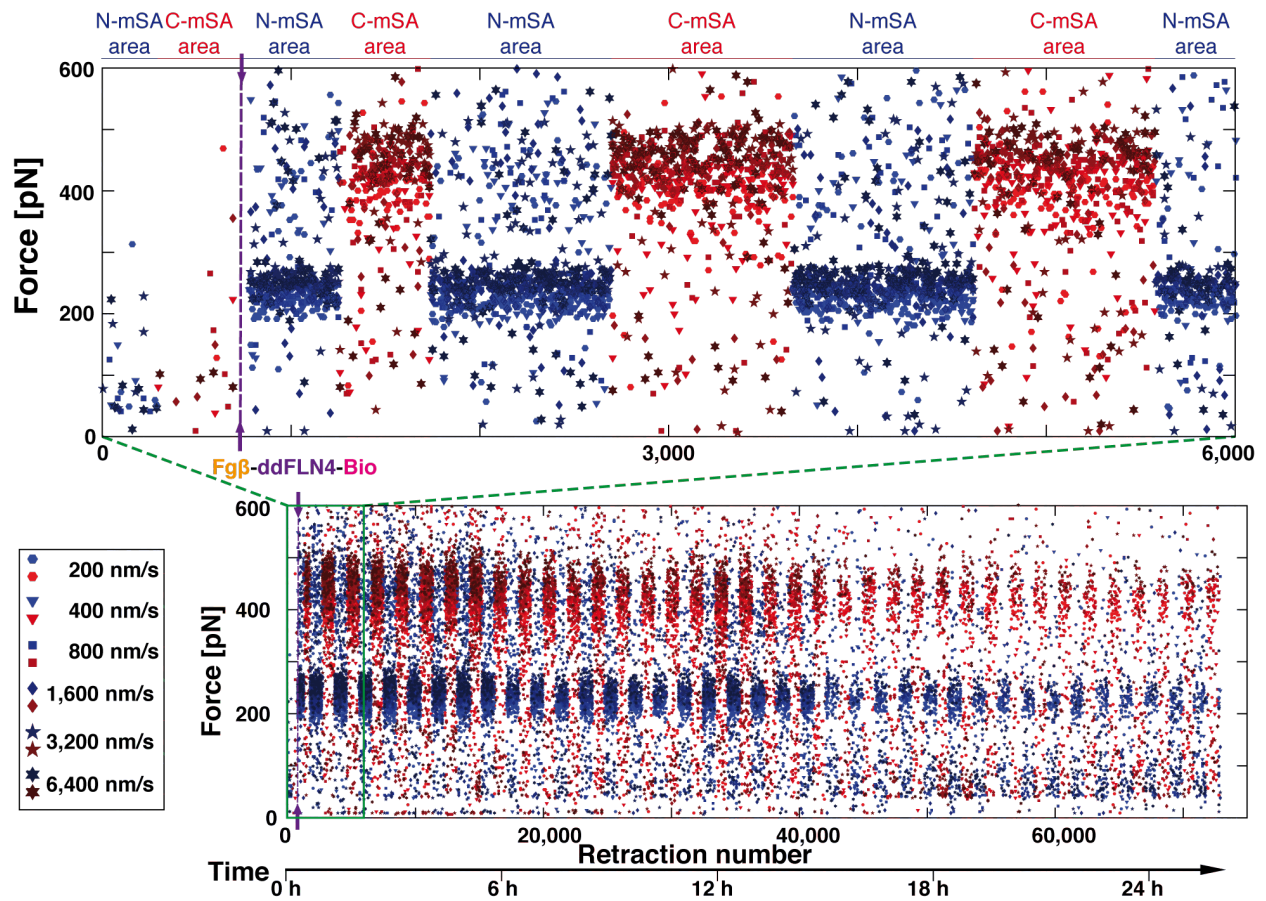 N-mSA C-mSA N-mSA C-mSA N-mSA C-mSA N-mSA C-mSA N-mSA
area area area area area area area area area
600
400
200
0
Force [pN]
0 3,000 6,000
Fgβ-ddFLN4-Bio
600
400
200
0
Force [pN]
200 nm/s
400 nm/s
800 nm/s
1,600 nm/s
3,200 nm/s
6,400 nm/s
0 20,000 40,000 60,000
Retraction number
Time
0 h 6 h 12 h 18 h 24 h